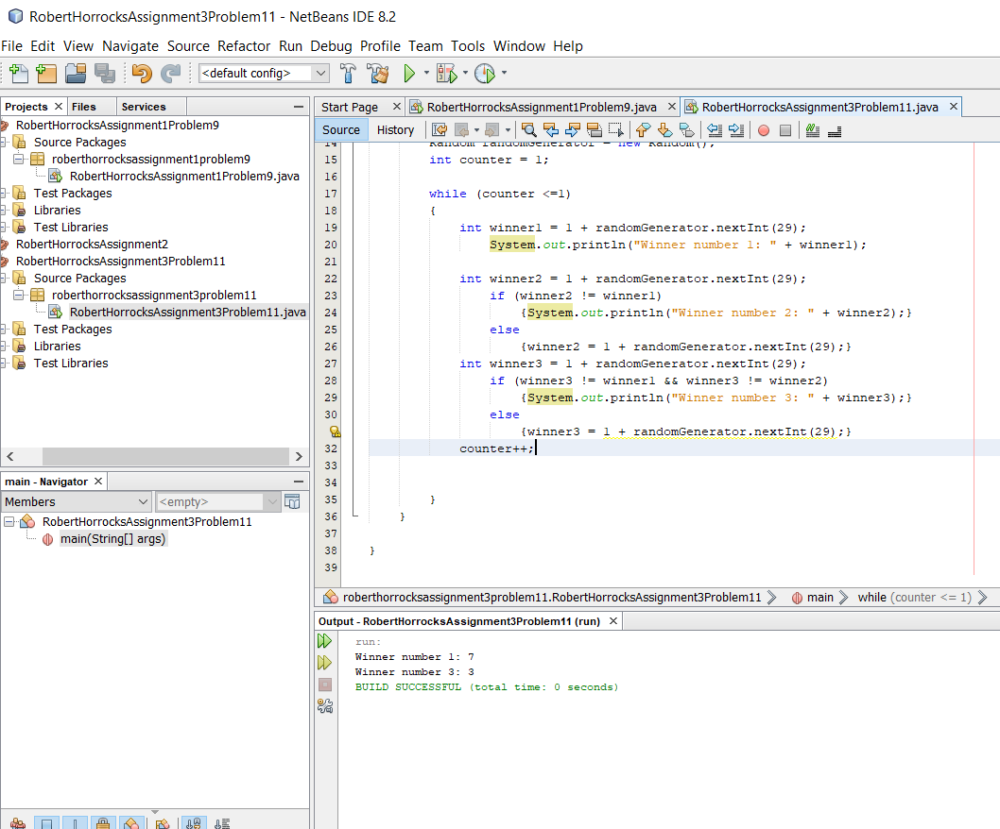 RobertHorrocksAssignment3Problem11 - NetBeans IDE 8.2
File Edit View Navigate Source Refactor Run Debug Profile Team Tools Window Help
<default config>
Projects Files Services
RobertHorrocksAssignment1Problem9
Source Packages
roberthorrocksassignment1problem9
RobertHorrocksAssignment1Problem9.java
Test Packages
Libraries
Test Libraries
RobertHorrocksAssignment2
RobertHorrocksAssignment3Problem11
Source Packages
roberthorrocksassignment3problem11
RobertHorrocksAssignment3Problem11.java
Test Packages
Libraries
Test Libraries
main - Navigator
Members <empty>
RobertHorrocksAssignment3Problem11
main(String[] args)
Start Page RobertHorrocksAssignment1Problem9.java RobertHorrocksAssignment3Problem11.java
Source History
14 Random randomGenerator = new Random();
15 int counter = 1;
16
17 while (counter <=1)
18 {
19 int winner1 = 1 + randomGenerator.nextInt(29);
20 System.out.println("Winner number 1: " + winner1);
21
22 int winner2 = 1 + randomGenerator.nextInt(29);
23 if (winner2 != winner1)
24 {System.out.println("Winner number 2: " + winner2);}
25 else
26 {winner2 = 1 + randomGenerator.nextInt(29);}
27 int winner3 = 1 + randomGenerator.nextInt(29);
28 if (winner3 != winner1 && winner3 != winner2)
29 {System.out.println("Winner number 3: " + winner3);}
30 else
{winner3 = 1 + randomGenerator.nextInt(29);}
32 counter++;
33
34
35 }
36 }
37
38 }
39
roberthorrocksassignment3problem11.RobertHorrocksAssignment3Problem11 main while (counter <= 1)
Output - RobertHorrocksAssignment3Problem11 (run)
run:
Winner number 1: 7
Winner number 3: 3
BUILD SUCCESSFUL (total time: 0 seconds)